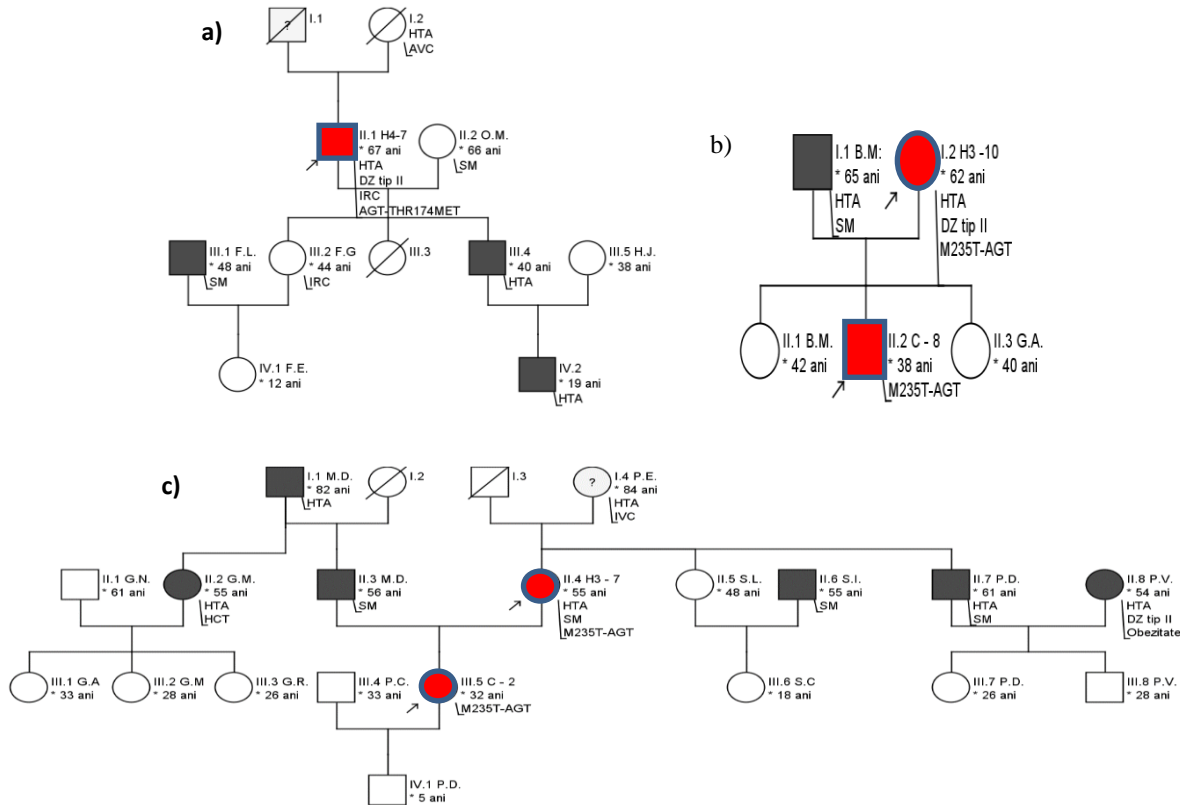 a)
?
I.1
I.2
HTA
AVC
II.1 H4-7
* 67 ani
HTA
DZ tip II
IRC
AGT-THR174MET
II.2 O.M.
* 66 ani
SM
III.1 F.L.
* 48 ani
SM
III.2 F.G
* 44 ani
IRC
III.3
III.4
* 40 ani
HTA
III.5 H.J.
* 38 ani
IV.1 F.E.
* 12 ani
IV.2
* 19 ani
HTA
b)
I.1 B.M:
* 65 ani
HTA
SM
I.2 H3 -10
* 62 ani
HTA
DZ tip II
M235T-AGT
II.1 B.M.
* 42 ani
II.2 C - 8
* 38 ani
M235T-AGT
II.3 G.A.
* 40 ani
c)
I.1 M.D.
* 82 ani
HTA
I.2
I.3
?
I.4 P.E.
* 84 ani
HTA
IVC
II.1 G.N.
* 61 ani
II.2 G.M.
* 55 ani
HTA
HCT
II.3 M.D.
* 56 ani
SM
II.4 H3 - 7
* 55 ani
HTA
SM
M235T-AGT
II.5 S.L.
* 48 ani
II.6 S.I.
* 55 ani
SM
II.7 P.D.
* 61 ani
HTA
SM
II.8 P.V.
* 54 ani
HTA
DZ tip II
Obezitate
III.1 G.A
* 33 ani
III.2 G.M
* 28 ani
III.3 G.R.
* 26 ani
III.4 P.C.
* 33 ani
III.5 C - 2
* 32 ani
M235T-AGT
III.6 S.C
* 18 ani
III.7 P.D.
* 26 ani
III.8 P.V.
* 28 ani
IV.1 P.D.
* 5 ani